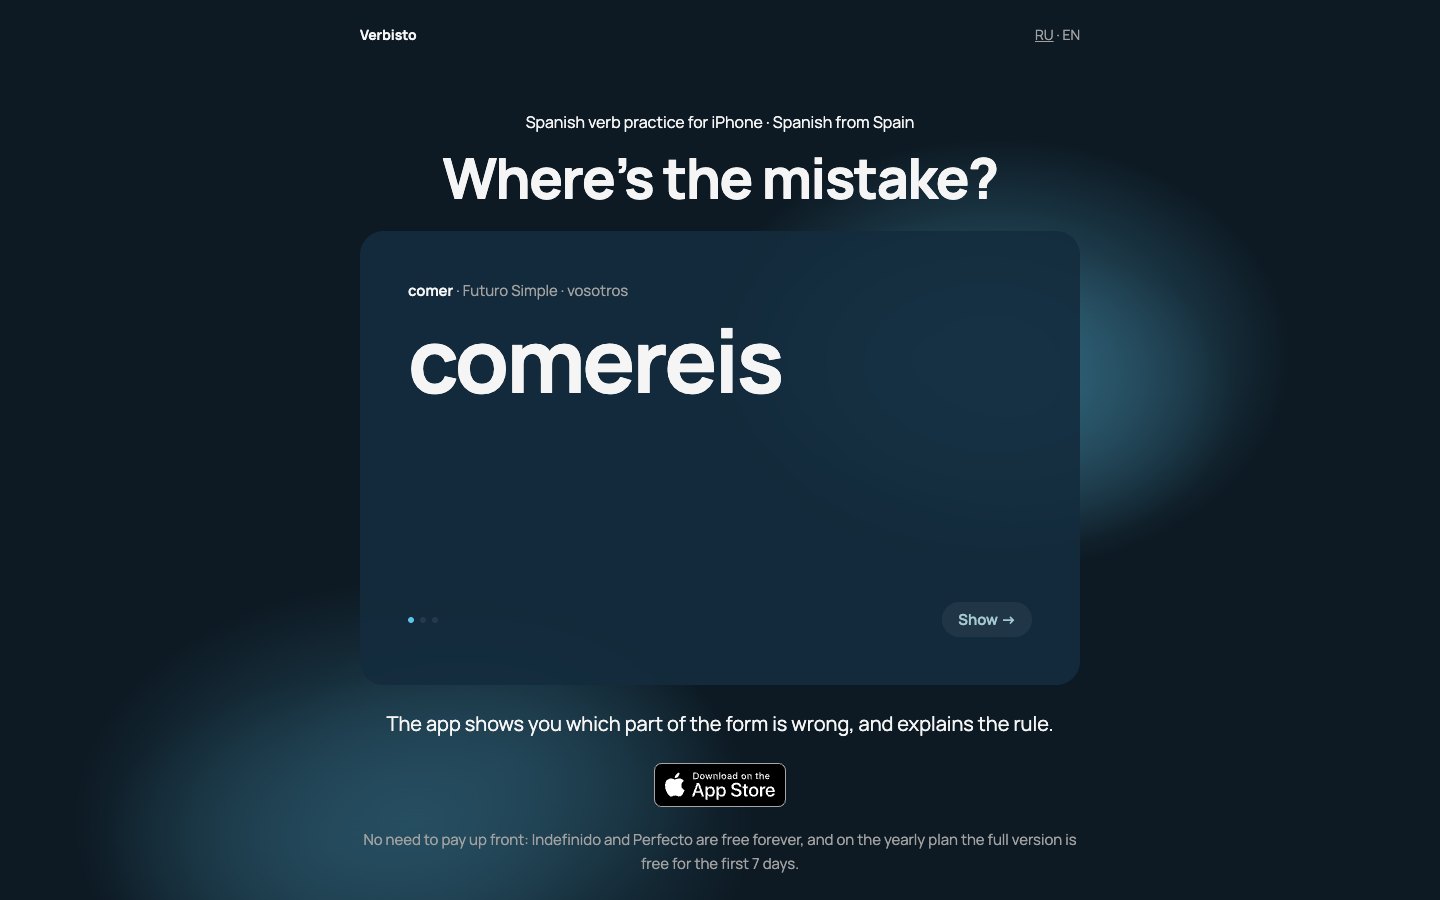 Verbisto
RU · EN
Spanish verb practice for iPhone · Spanish from Spain
Where’s the mistake?
comer · Futuro Simple · vosotros
comereis
Show →
The app shows you which part of the form is wrong, and explains the rule.
Download on the
App Store
No need to pay up front: Indefinido and Perfecto are free forever, and on the yearly plan the full version is
free for the first 7 days.